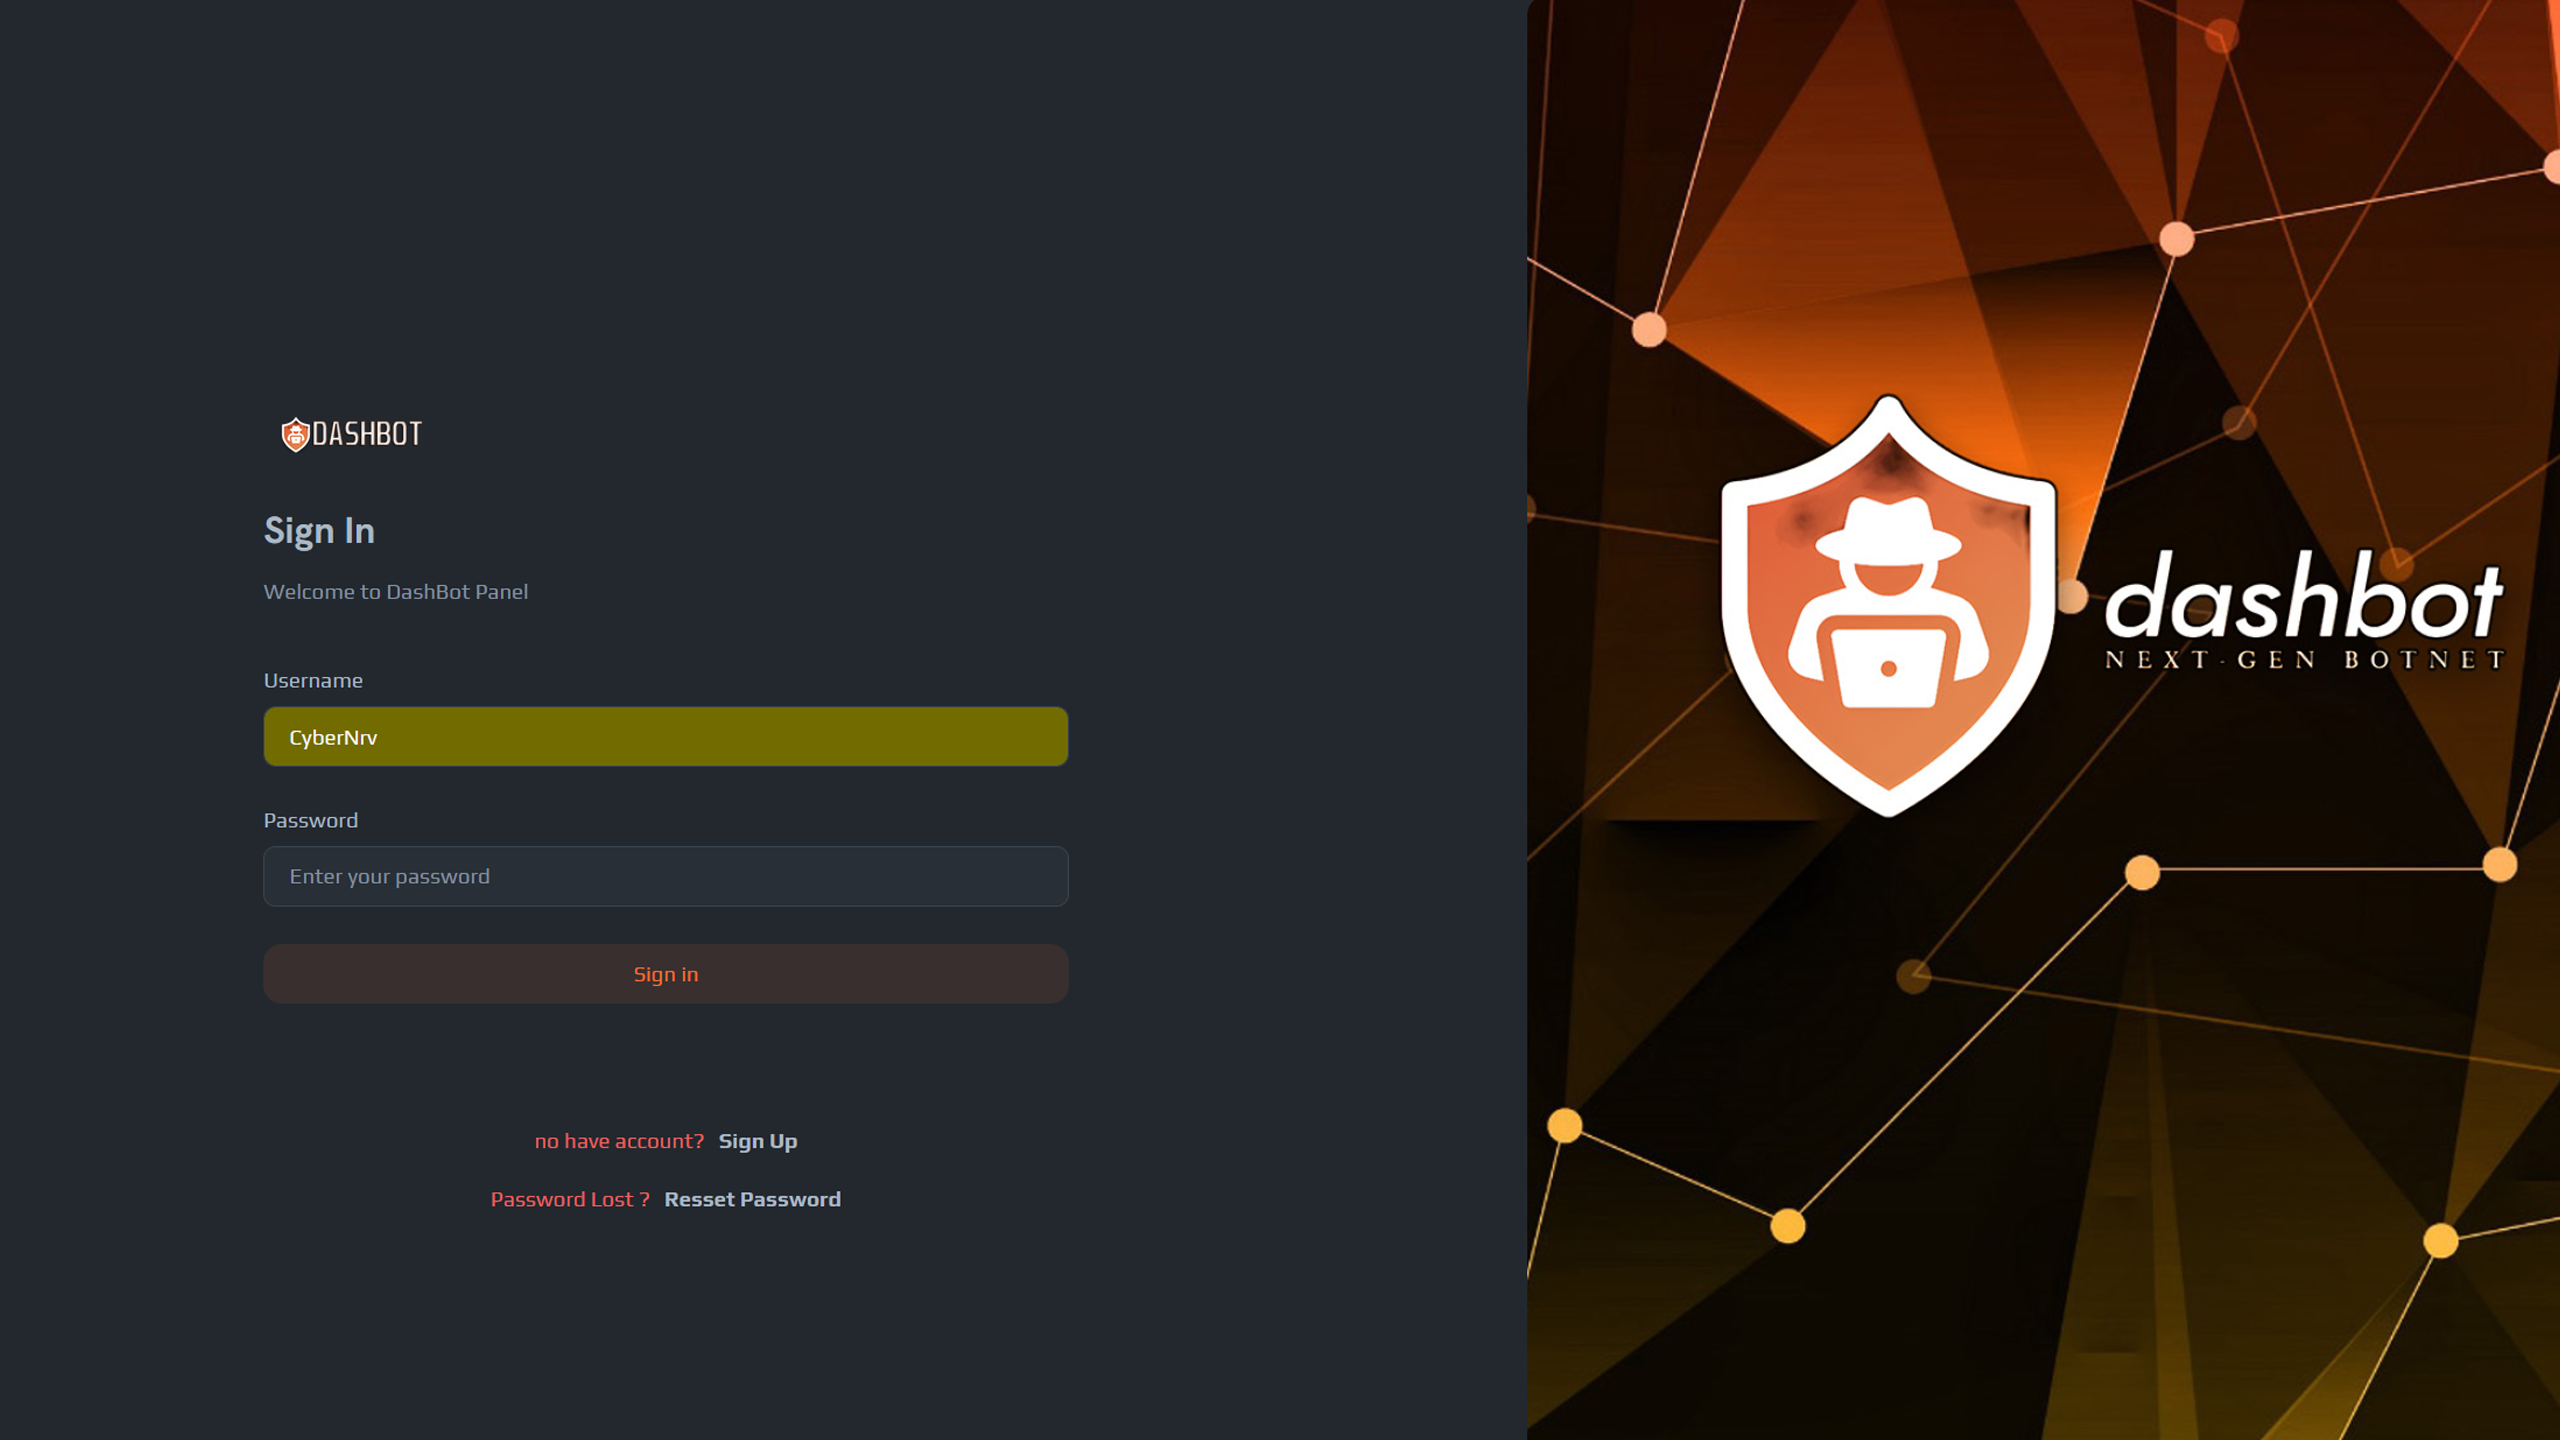 DASHBOT
Sign In
Welcome to DashBot Panel
Username
CyberNrv
Password
Enter your password
Sign in
no have account? Sign Up
Password Lost ? Resset Password
dashbot
NEXT-GEN BOTNET